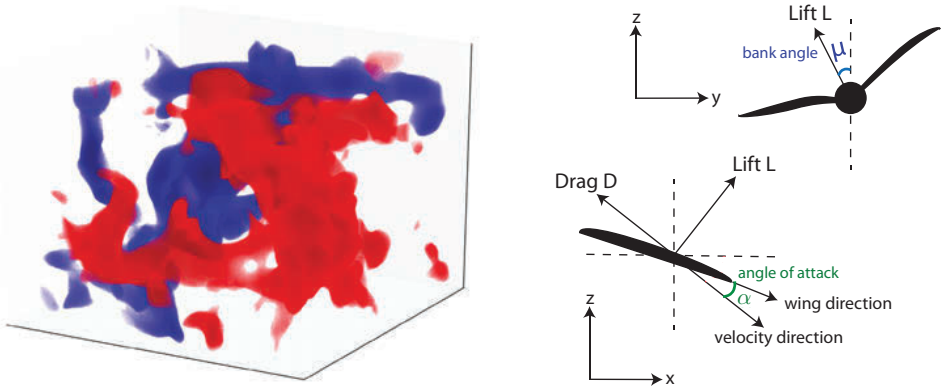 z
y
Lift L
bank angle
μ
Drag D
Lift L
angle of attack
α
wing direction
velocity direction
z
x